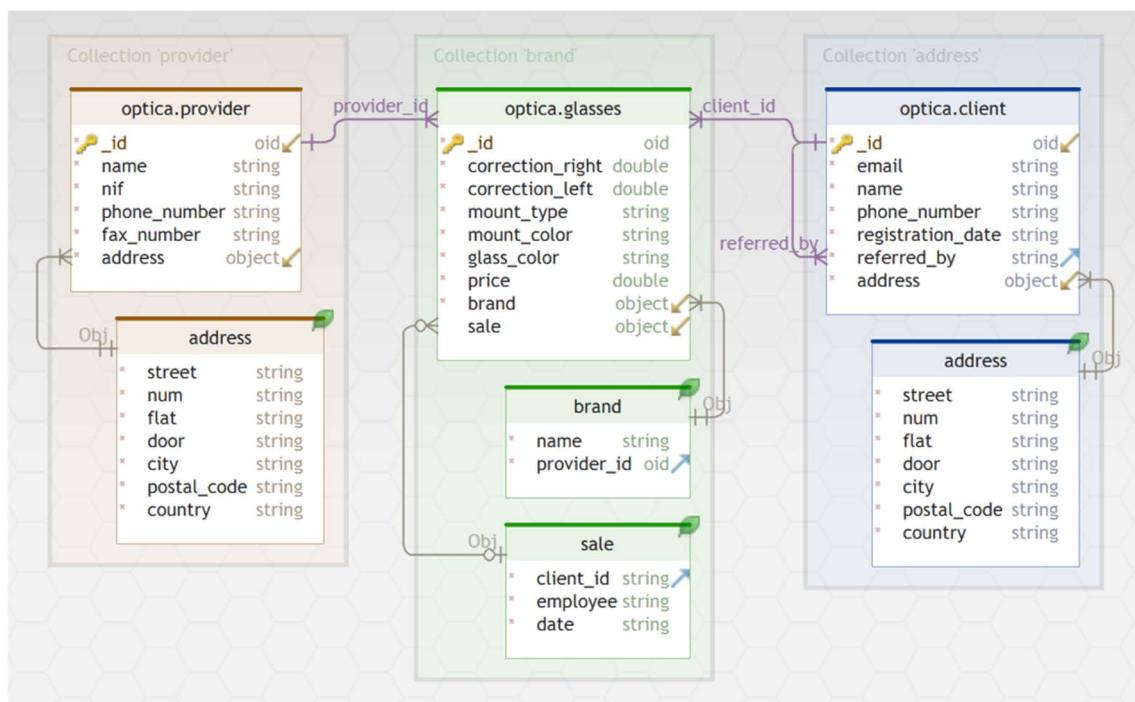 Collection 'provider'
optica.provider
_id oid
name string
nif string
phone_number string
fax_number string
address object
Obj
address
street string
num string
flat string
door string
city string
postal_code string
country string
provider_id
Collection 'brand'
optica.glasses
_id oid
correction_right double
correction_left double
mount_type string
mount_color string
glass_color string
price double
brand object
sale object
Obj
brand
name string
provider_id oid
Obj
sale
client_id string
employee string
date string
client_id
referred_by
Collection 'address'
optica.client
_id oid
email string
name string
phone_number string
registration_date string
referred_by string
address object
Obj
address
street string
num string
flat string
door string
city string
postal_code string
country string